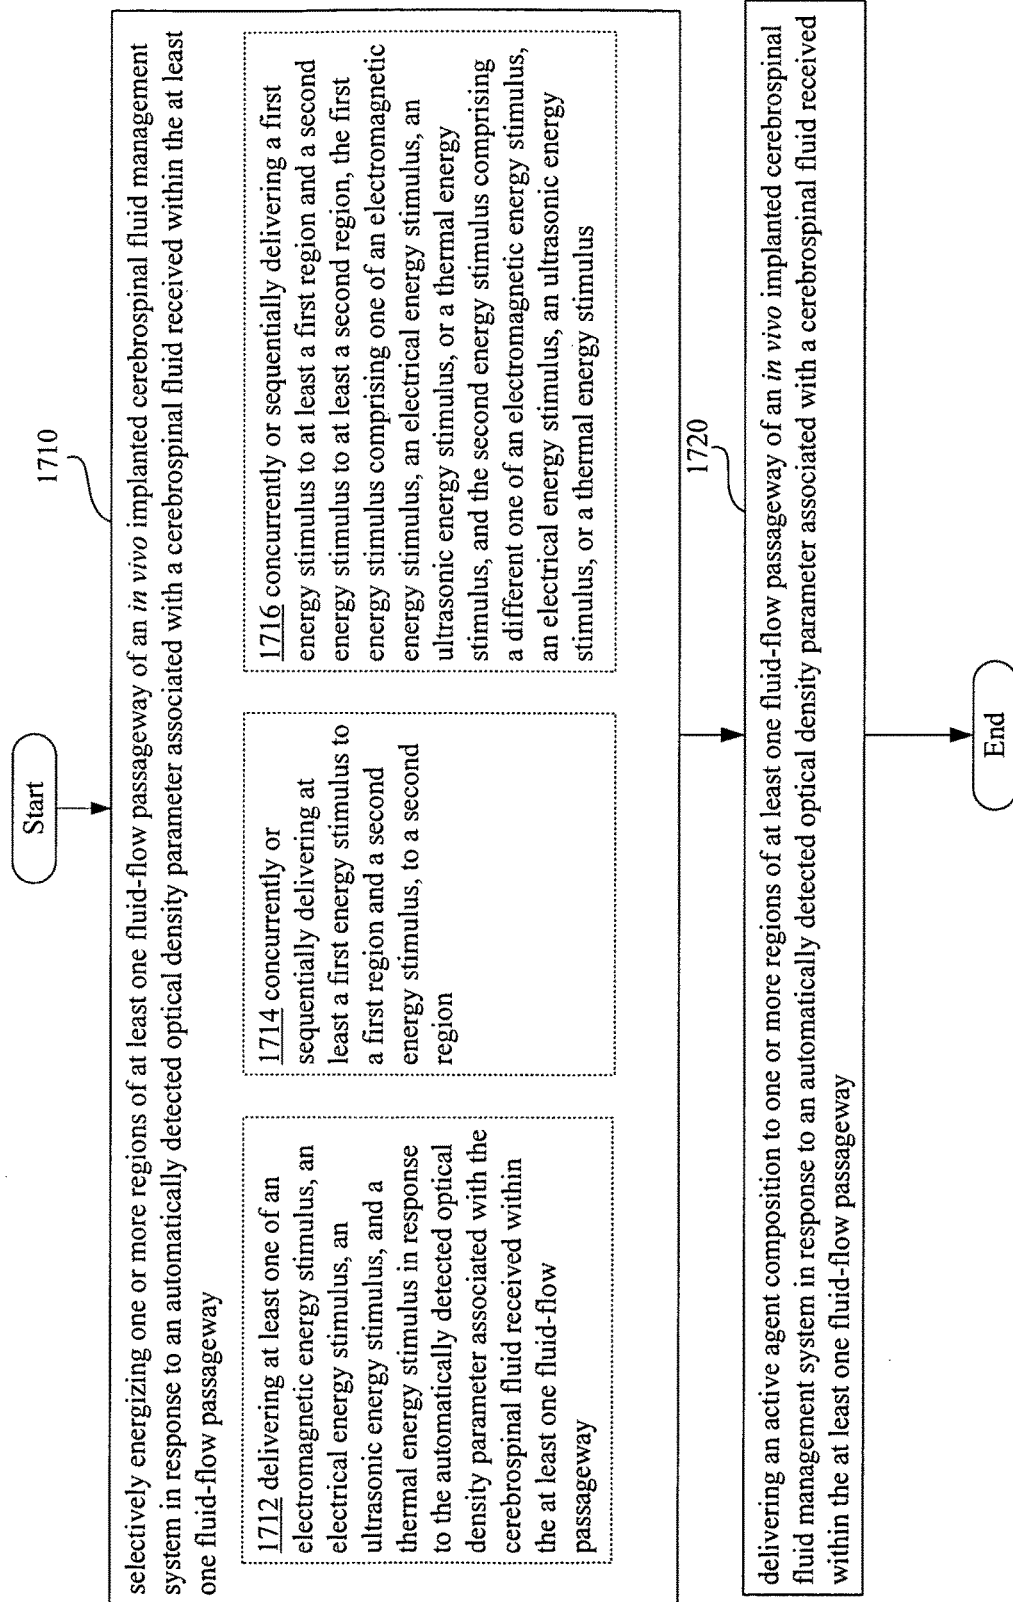 Start
1710
selectively energizing one or more regions of at least one fluid-flow passageway of an in vivo implanted cerebrospinal fluid management
system in response to an automatically detected optical density parameter associated with a cerebrospinal fluid received within the at least
one fluid-flow passageway
1712 delivering at least one of an
electromagnetic energy stimulus, an
electrical energy stimulus, an
ultrasonic energy stimulus, and a
thermal energy stimulus in response
to the automatically detected optical
density parameter associated with the
cerebrospinal fluid received within
the at least one fluid-flow
passageway
1714 concurrently or
sequentially delivering at
least a first energy stimulus to
a first region and a second
energy stimulus, to a second
region
1716 concurrently or sequentially delivering a first
energy stimulus to at least a first region and a second
energy stimulus to at least a second region, the first
energy stimulus comprising one of an electromagnetic
energy stimulus, an electrical energy stimulus, an
ultrasonic energy stimulus, or a thermal energy
stimulus, and the second energy stimulus comprising
a different one of an electromagnetic energy stimulus,
an electrical energy stimulus, an ultrasonic energy
stimulus, or a thermal energy stimulus
1720
delivering an active agent composition to one or more regions of at least one fluid-flow passageway of an in vivo implanted cerebrospinal
fluid management system in response to an automatically detected optical density parameter associated with a cerebrospinal fluid received
within the at least one fluid-flow passageway
End